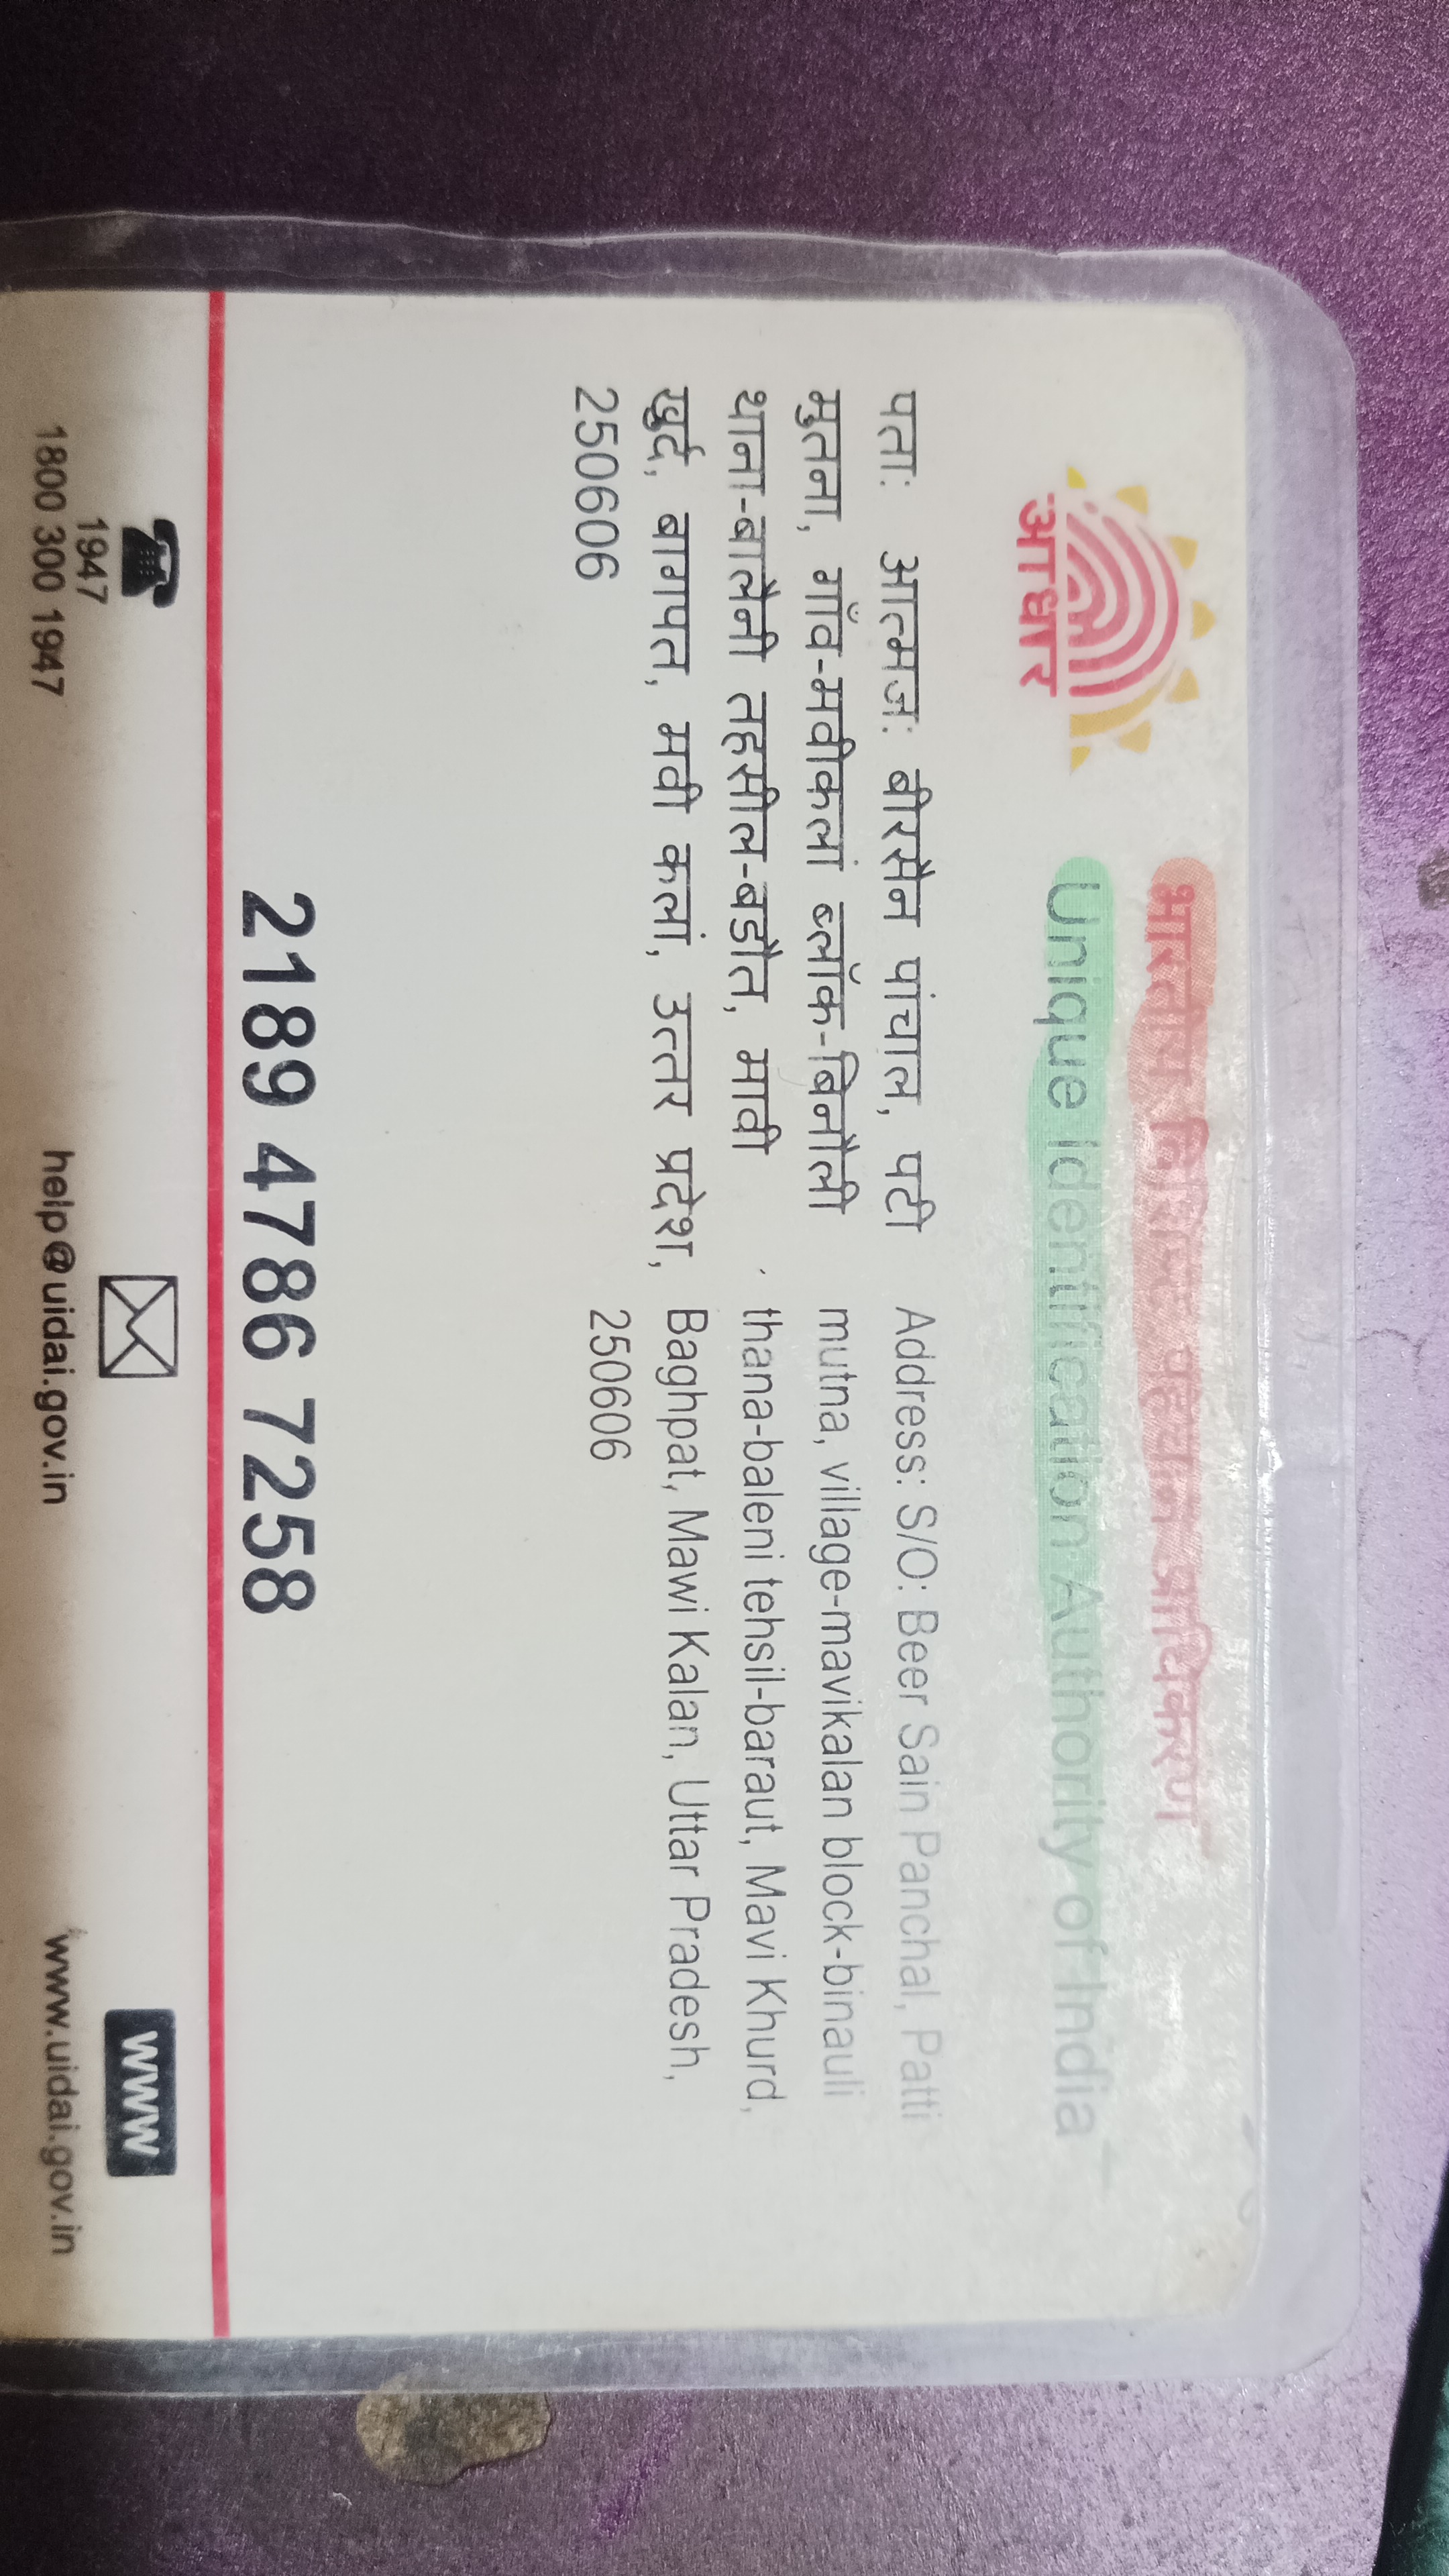 भारतीय विशिष्ट पहचान प्राधिकरण
Unique Identification Authority of India
आधार
पताः आत्मजः बीरसैन पांचाल, पटी
मुतना, गाँव-मवीकलां ब्लॉक-बिनौली
थाना-बालैनी तहसील-बडौत, मावी
खुर्द, बागपत, मवी कलां, उत्तर प्रदेश,
250606
Address: S/O: Beer Sain Panchal, Patti
mutna, village-mavikalan block-binauli
thana-baleni tehsil-baraut, Mavi Khurd,
Baghpat, Mawi Kalan, Uttar Pradesh,
250606
2189 4786 7258
1947
1800 300 1947
help@uidai.gov.in
WWW
www.uidai.gov.in